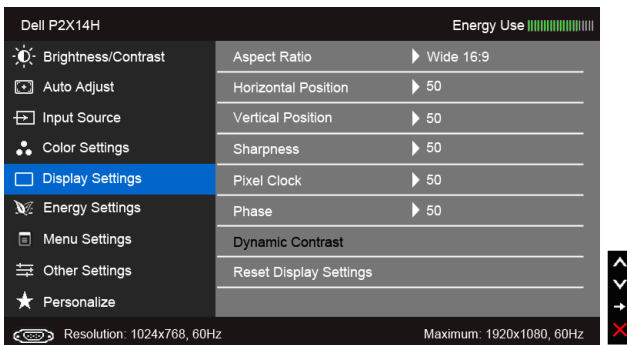 Dell P2X14H Energy Use
Brightness/Contrast Aspect Ratio Wide 16:9
Auto Adjust Horizontal Position 50
Input Source Vertical Position 50
Color Settings Sharpness 50
Display Settings Pixel Clock 50
Energy Settings Phase 50
Menu Settings Dynamic Contrast
Other Settings Reset Display Settings
Personalize
Resolution: 1024x768, 60Hz Maximum: 1920x1080, 60Hz